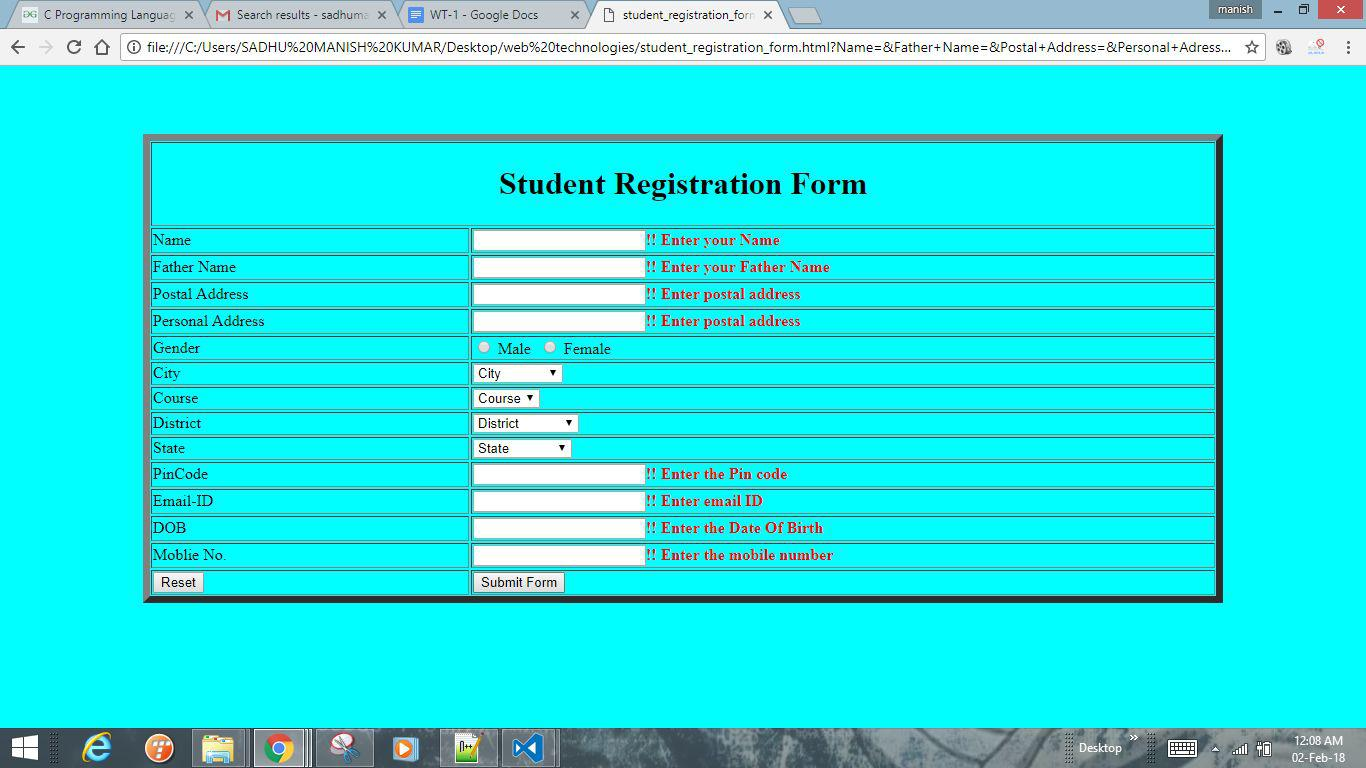 C Programming Languag
Search results - sadhuma
WT-1 - Google Docs
student_registration_for
manish
file:///C:/Users/SADHU%20MANISH%20KUMAR/Desktop/web%20technologies/student_registration_form.html?Name=&Father+Name=&Postal+Address=&Personal+Adress...
Student Registration Form
Name !! Enter your Name
Father Name !! Enter your Father Name
Postal Address !! Enter postal address
Personal Address !! Enter postal address
Gender Male Female
City City
Course Course
District District
State State
PinCode !! Enter the Pin code
Email-ID !! Enter email ID
DOB !! Enter the Date Of Birth
Moblie No. !! Enter the mobile number
Reset Submit Form
Desktop
12:08 AM
02-Feb-18